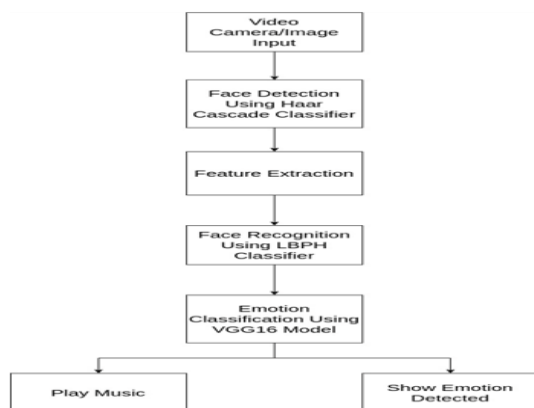 Video
Camera/Image
Input
Face Detection
Using Haar
Cascade Classifier
Feature Extraction
Face Recognition
Using LBPH
Classifier
Emotion
Classification Using
VGG16 Model
Play Music
Show Emotion
Detected